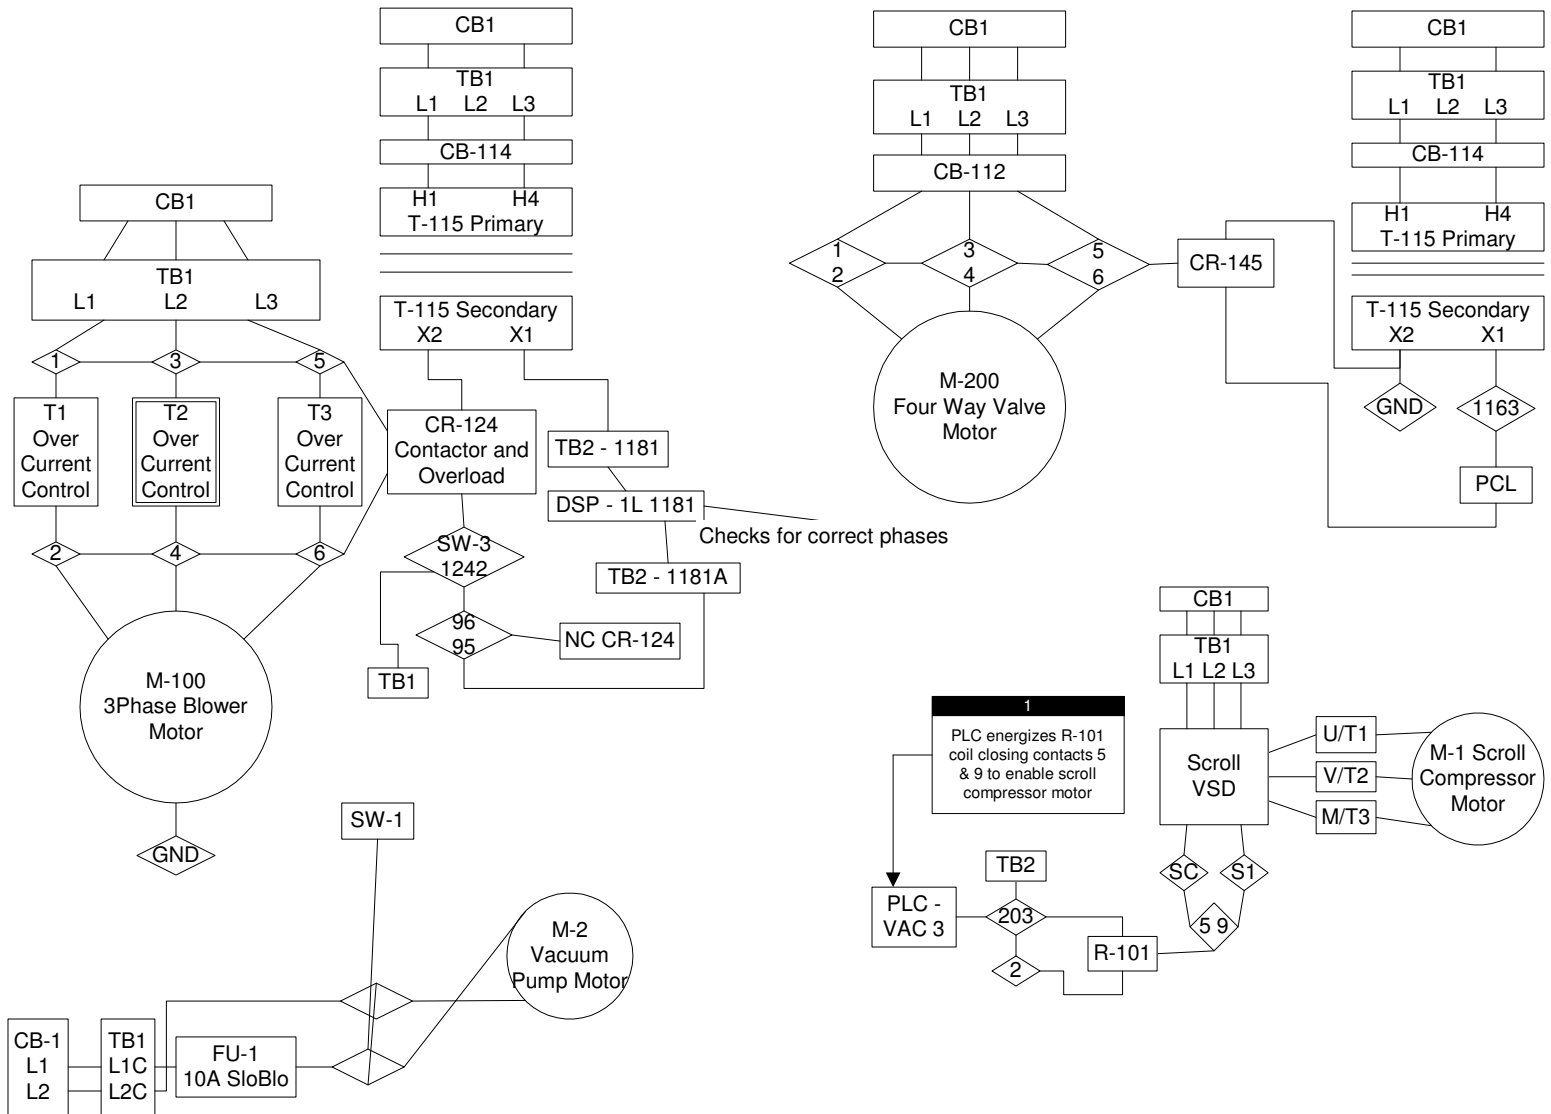 CB1
TB1
L1 L2 L3
CB-114
H1 H4
T-115 Primary
T-115 Secondary
X2 X1
CB1
TB1
L1 L2 L3
1 3 5
T1
Over
Current
Control
T2
Over
Current
Control
T3
Over
Current
Control
2 4 6
M-100
3Phase Blower
Motor
GND
CR-124
Contactor and
Overload
TB2 - 1181
DSP - 1L 1181
Checks for correct phases
TB2 - 1181A
SW-3
1242
96
95
NC CR-124
TB1
CB1
TB1
L1 L2 L3
CB-112
1
2
3
4
5
6
CR-145
M-200
Four Way Valve
Motor
CB1
TB1
L1 L2 L3
CB-114
H1 H4
T-115 Primary
T-115 Secondary
X2 X1
GND
1163
PCL
CB1
TB1
L1 L2 L3
Scroll
VSD
U/T1
V/T2
M/T3
M-1 Scroll
Compressor
Motor
SC
S1
5 9
1
PLC energizes R-101
coil closing contacts 5
& 9 to enable scroll
compressor motor
PLC -
VAC 3
TB2
203
2
R-101
SW-1
M-2
Vacuum
Pump Motor
CB-1
L1
L2
TB1
L1C
L2C
FU-1
10A SloBlo